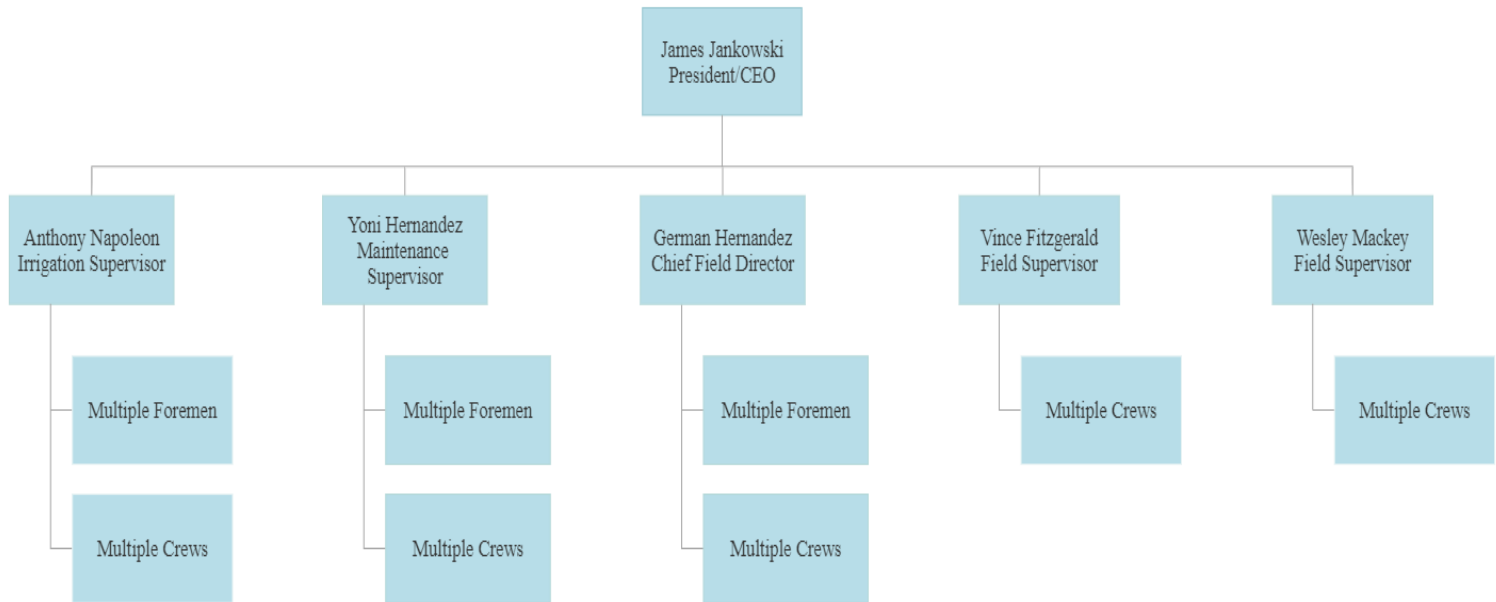 James Jankowski
President/CEO
Anthony Napoleon
Irrigation Supervisor
Yoni Hernandez
Maintenance
Supervisor
German Hernandez
Chief Field Director
Vince Fitzgerald
Field Supervisor
Wesley Mackey
Field Supervisor
Multiple Foremen
Multiple Foremen
Multiple Foremen
Multiple Crews
Multiple Crews
Multiple Crews
Multiple Crews
Multiple Crews